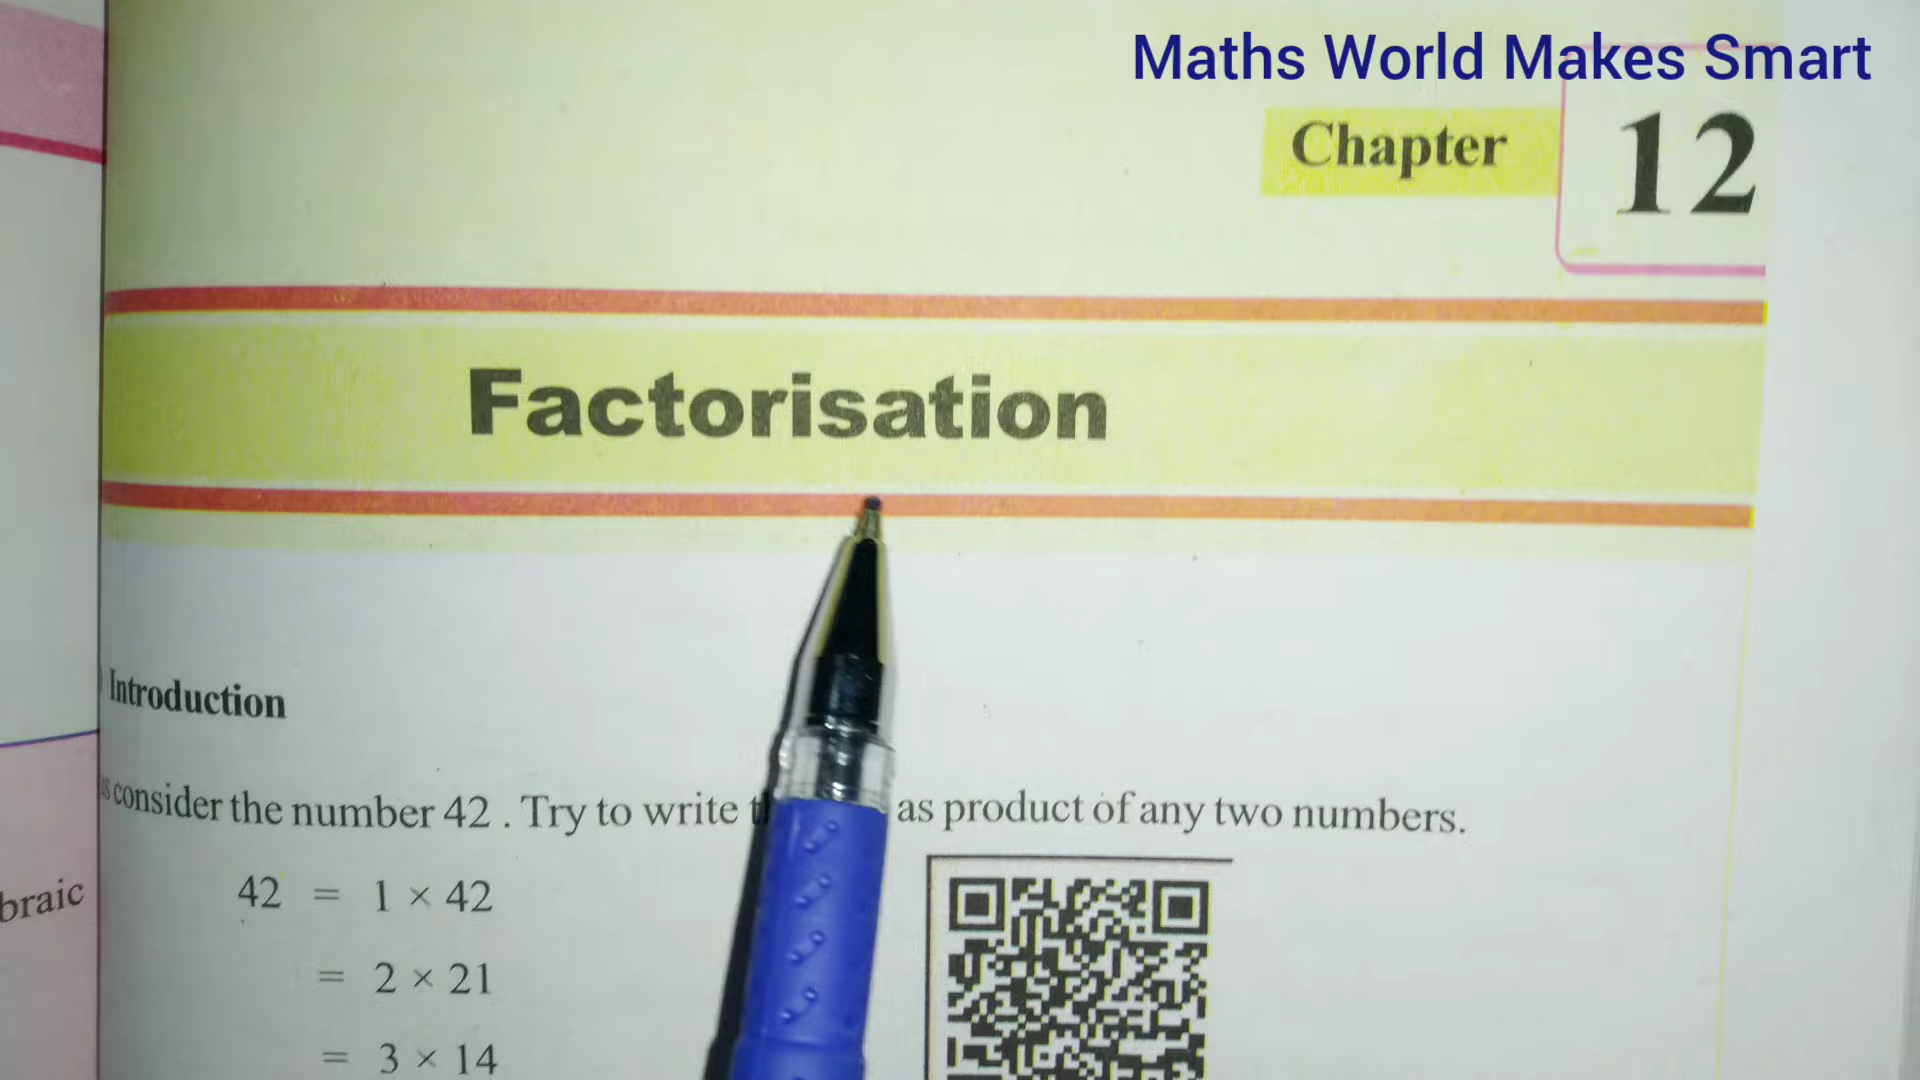 Maths World Makes Smart
Chapter 12
Factorisation
Introduction
consider the number 42 . Try to write as product of any two numbers.
42 = 1 × 42
= 2 × 21
= 3 × 14
braic